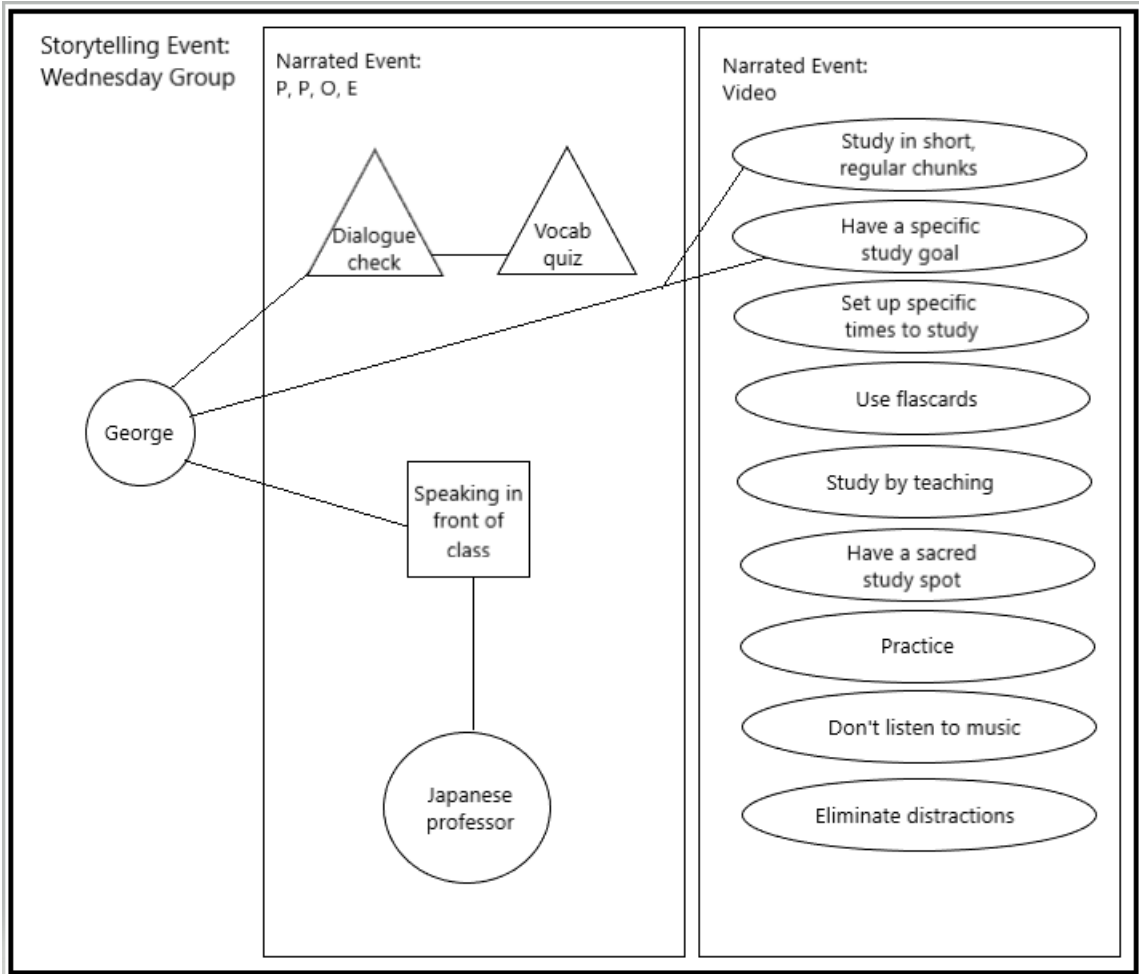 Storytelling Event:
Wednesday Group
Narrated Event:
P, P, O, E
Dialogue
check
Vocab
quiz
George
Speaking in
front of
class
Japanese
professor
Narrated Event:
Video
Study in short,
regular chunks
Have a specific
study goal
Set up specific
times to study
Use flascards
Study by teaching
Have a sacred
study spot
Practice
Don't listen to music
Eliminate distractions